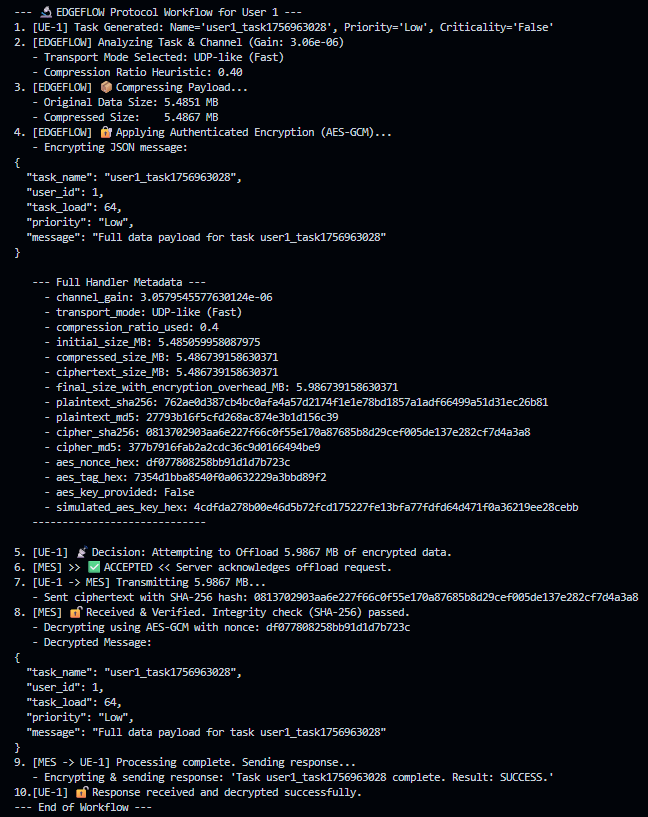 --- 🔬 EDGEFLOW Protocol Workflow for User 1 ---
1. [UE-1] Task Generated: Name='user1_task1756963028', Priority='Low', Criticality='False'
2. [EDGEFLOW] Analyzing Task & Channel (Gain: 3.06e-06)
   - Transport Mode Selected: UDP-like (Fast)
   - Compression Ratio Heuristic: 0.40
3. [EDGEFLOW] 📦 Compressing Payload...
   - Original Data Size: 5.4851 MB
   - Compressed Size:    5.4867 MB
4. [EDGEFLOW] 🔐 Applying Authenticated Encryption (AES-GCM)...
   - Encrypting JSON message:
{
  "task_name": "user1_task1756963028",
  "user_id": 1,
  "task_load": 64,
  "priority": "Low",
  "message": "Full data payload for task user1_task1756963028"
}
   --- Full Handler Metadata ---
     - channel_gain: 3.0579545577630124e-06
     - transport_mode: UDP-like (Fast)
     - compression_ratio_used: 0.4
     - initial_size_MB: 5.485059958087975
     - compressed_size_MB: 5.486739158630371
     - ciphertext_size_MB: 5.486739158630371
     - final_size_with_encryption_overhead_MB: 5.986739158630371
     - plaintext_sha256: 762ae0d387cb4bc0afa4a57d2174f1e1e78bd1857a1adf66499a51d31ec26b81
     - plaintext_md5: 27793b16f5cfd268ac874e3b1d156c39
     - cipher_sha256: 0813702903aa6e227f66c0f55e170a87685b8d29cef005de137e282cf7d4a3a8
     - cipher_md5: 377b7916fab2a2cdc36c9d0166494be9
     - aes_nonce_hex: df077808258bb91d1d7b723c
     - aes_tag_hex: 7354d1bba8540f0a0632229a3bbd89f2
     - aes_key_provided: False
     - simulated_aes_key_hex: 4cdfda278b00e46d5b72fcd175227fe13bfa77fdfd64d471f0a36219ee28cebb
   -----------------------------
5. [UE-1] 📡 Decision: Attempting to Offload 5.9867 MB of encrypted data.
6. [MES] >> ✅ ACCEPTED << Server acknowledges offload request.
7. [UE-1 -> MES] Transmitting 5.9867 MB...
   - Sent ciphertext with SHA-256 hash: 0813702903aa6e227f66c0f55e170a87685b8d29cef005de137e282cf7d4a3a8
8. [MES] 🔓 Received & Verified. Integrity check (SHA-256) passed.
   - Decrypting using AES-GCM with nonce: df077808258bb91d1d7b723c
   - Decrypted Message:
{
  "task_name": "user1_task1756963028",
  "user_id": 1,
  "task_load": 64,
  "priority": "Low",
  "message": "Full data payload for task user1_task1756963028"
}
9. [MES -> UE-1] Processing complete. Sending response...
   - Encrypting & sending response: 'Task user1_task1756963028 complete. Result: SUCCESS.'
10.[UE-1] 🔓 Response received and decrypted successfully.
--- End of Workflow ---